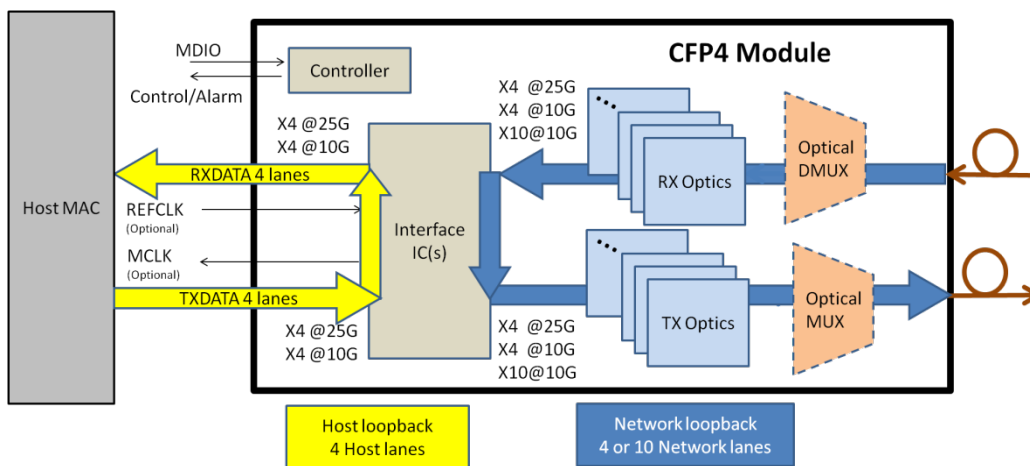 CFP4 Module
MDIO
Control/Alarm
Controller
X4 @25G
X4 @10G
X4 @25G
X4 @10G
X10@10G
Host MAC
RXDATA 4 lanes
REFCLK
(Optional)
MCLK
(Optional)
TXDATA 4 lanes
Interface
IC(s)
RX Optics
Optical
DMUX
TX Optics
Optical
MUX
X4 @25G
X4 @10G
X4 @25G
X4 @10G
X10@10G
Host loopback
4 Host lanes
Network loopback
4 or 10 Network lanes